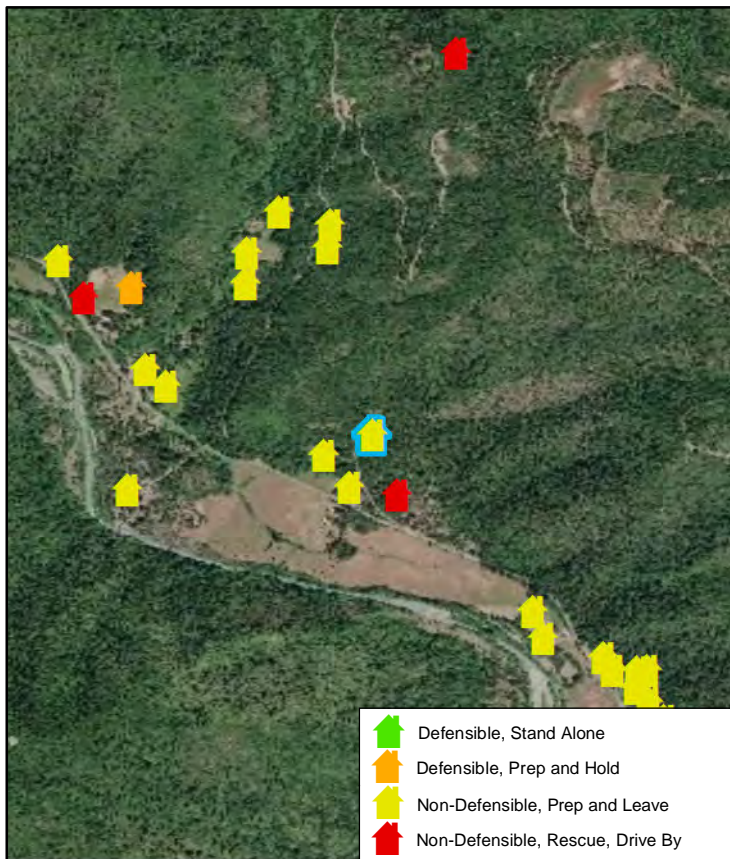 Defensible, Stand Alone
Defensible, Prep and Hold
Non-Defensible, Prep and Leave
Non-Defensible, Rescue, Drive By